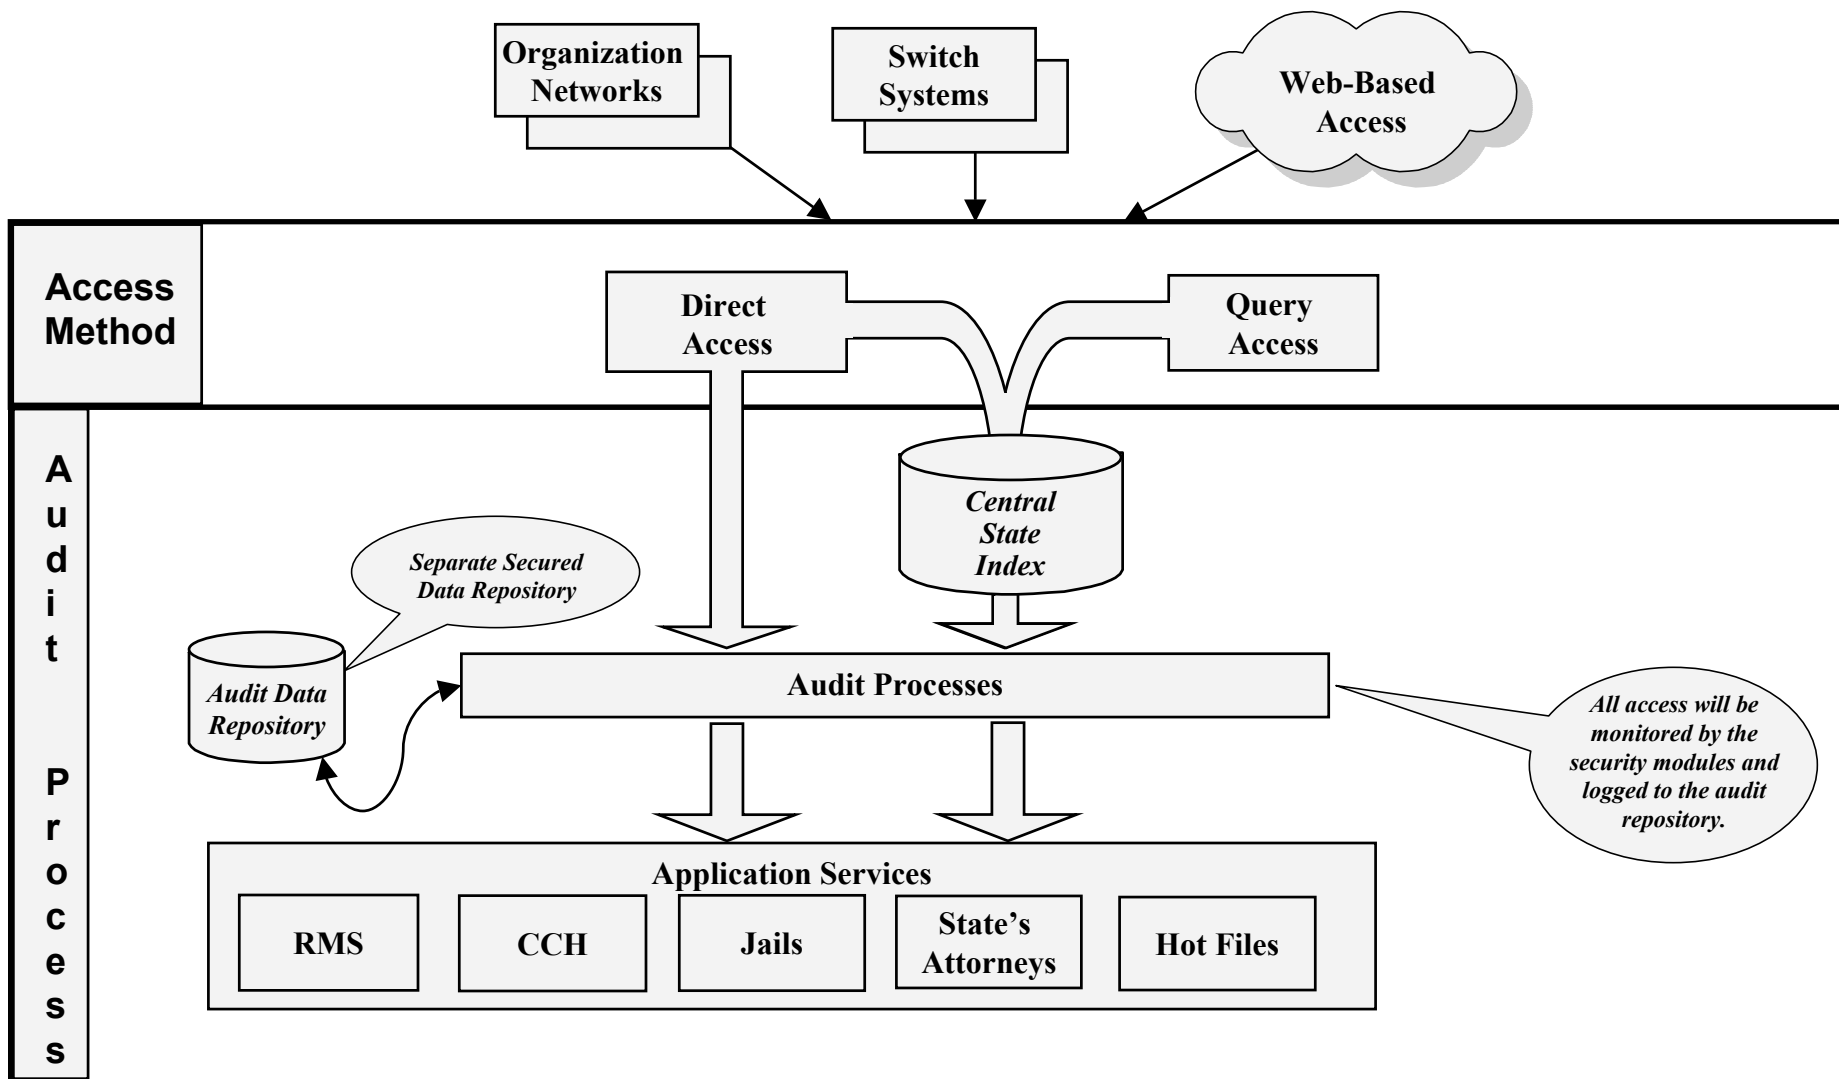 Organization
Networks
Switch
Systems
Web-Based
Access
Access
Method
Direct
Access
Query
Access
Audit
Process
Central
State
Index
Separate Secured
Data Repository
Audit Data
Repository
Audit Processes
All access will be
monitored by the
security modules and
logged to the audit
repository.
Application Services
RMS
CCH
Jails
State's
Attorneys
Hot Files